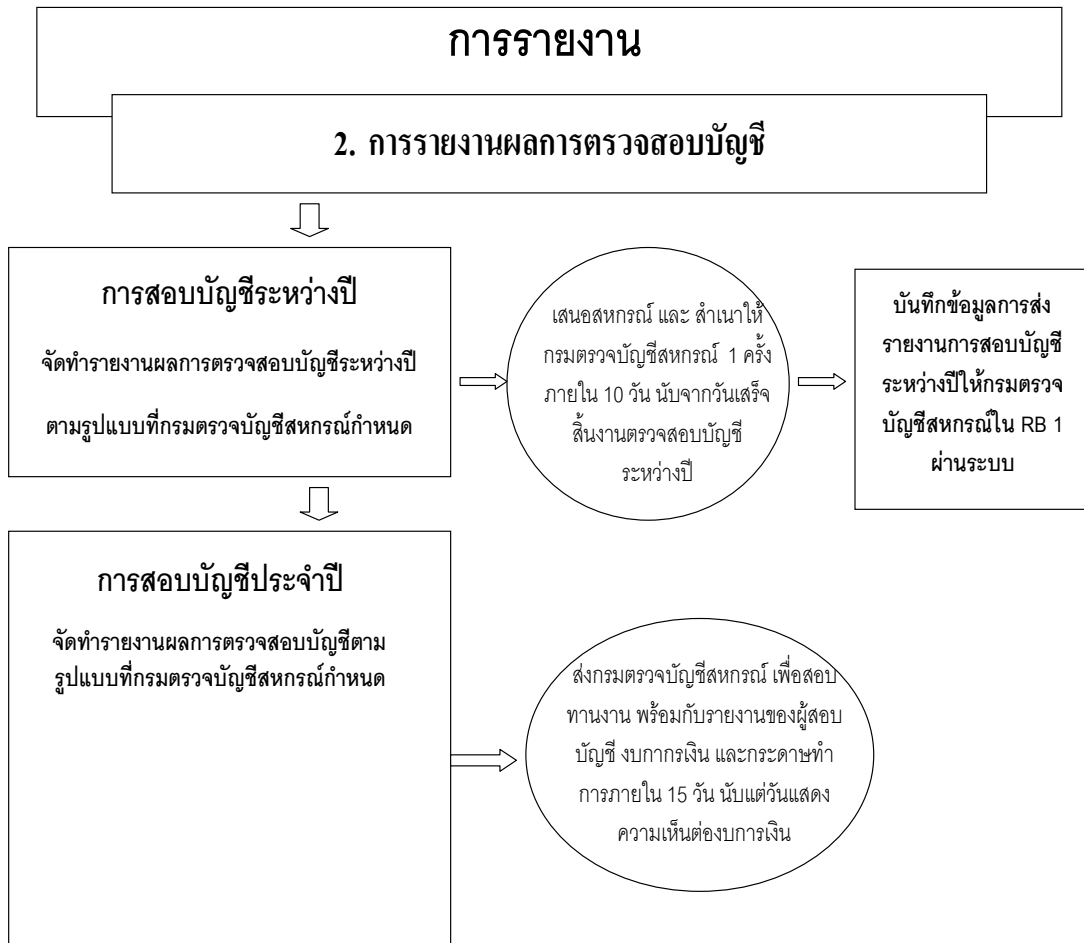 การรายงาน
2. การรายงานผลการตรวจสอบบัญชี
การสอบบัญชีระหว่างปี
จัดทำรายงานผลการตรวจสอบบัญชีระหว่างปี
ตามรูปแบบที่กรมตรวจบัญชีสหกรณ์กำหนด
เสนอสหกรณ์ และ สำเนาให้
กรมตรวจบัญชีสหกรณ์ 1 ครั้ง
ภายใน 10 วัน นับจากวันเสร็จ
สิ้นงานตรวจสอบบัญชี
ระหว่างปี
บันทึกข้อมูลการส่ง
รายงานการสอบบัญชี
ระหว่างปีให้กรมตรวจ
บัญชีสหกรณ์ใน RB 1
ผ่านระบบ
การสอบบัญชีประจำปี
จัดทำรายงานผลการตรวจสอบบัญชีตาม
รูปแบบที่กรมตรวจบัญชีสหกรณ์กำหนด
ส่งกรมตรวจบัญชีสหกรณ์ เพื่อสอบ
ทานงาน พร้อมกับรายงานของผู้สอบ
บัญชี งบกากรเงิน และกระดาษทำ
การภายใน 15 วัน นับแต่วันแสดง
ความเห็นต่องบการเงิน